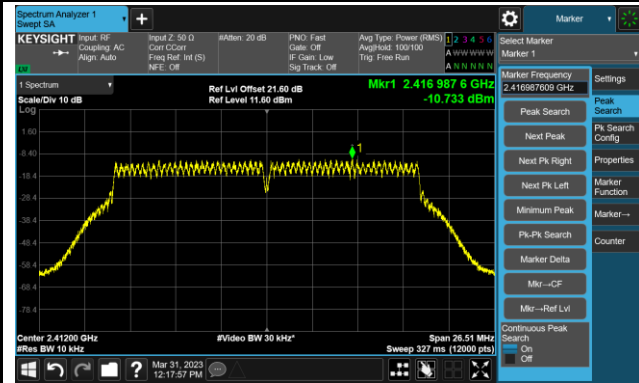 Spectrum Analyzer 1
Swept SA
Marker
KEYSIGHT
Input: RF
Coupling: AC
Align: Auto
Input Z: 50 Ω
Corr CCorr
Freq Ref: Int (S)
NFE: Off
#Atten: 20 dB
PNO: Fast
Gate: Off
IF Gain: Low
Sig Track: Off
Avg Type: Power (RMS)
Avg|Hold: 100/100
Trig: Free Run
1 2 3 4 5 6
A W W W W W
A N N N N N
Select Marker
Marker 1
1 Spectrum
Scale/Div 10 dB
Log
Ref Lvl Offset 21.60 dB
Ref Level 11.60 dBm
Mkr1 2.416 987 6 GHz
-10.733 dBm
1.60
-8.40
-18.4
-28.4
-38.4
-48.4
-58.4
-68.4
-78.4
1
Center 2.41200 GHz
#Res BW 10 kHz
#Video BW 30 kHz*
Span 26.51 MHz
Sweep 327 ms (12000 pts)
Marker Frequency
2.416987609 GHz
Peak Search
Next Peak
Next Pk Right
Next Pk Left
Minimum Peak
Pk-Pk Search
Marker Delta
Mkr→CF
Mkr→Ref Lvl
Continuous Peak
Search
On
Off
Settings
Peak
Search
Pk Search
Config
Properties
Marker
Function
Marker→
Counter
Mar 31, 2023
12:17:57 PM